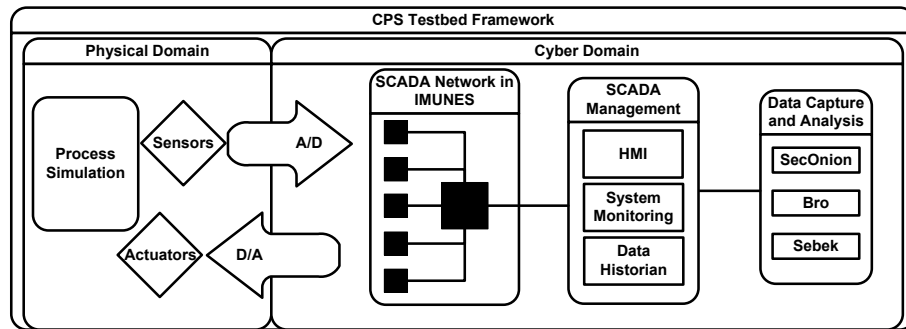 CPS Testbed Framework
Physical Domain
Cyber Domain
Process
Simulation
Sensors
Actuators
A/D
D/A
SCADA Network in
IMUNES
SCADA
Management
HMI
System
Monitoring
Data
Historian
Data Capture
and Analysis
SecOnion
Bro
Sebek